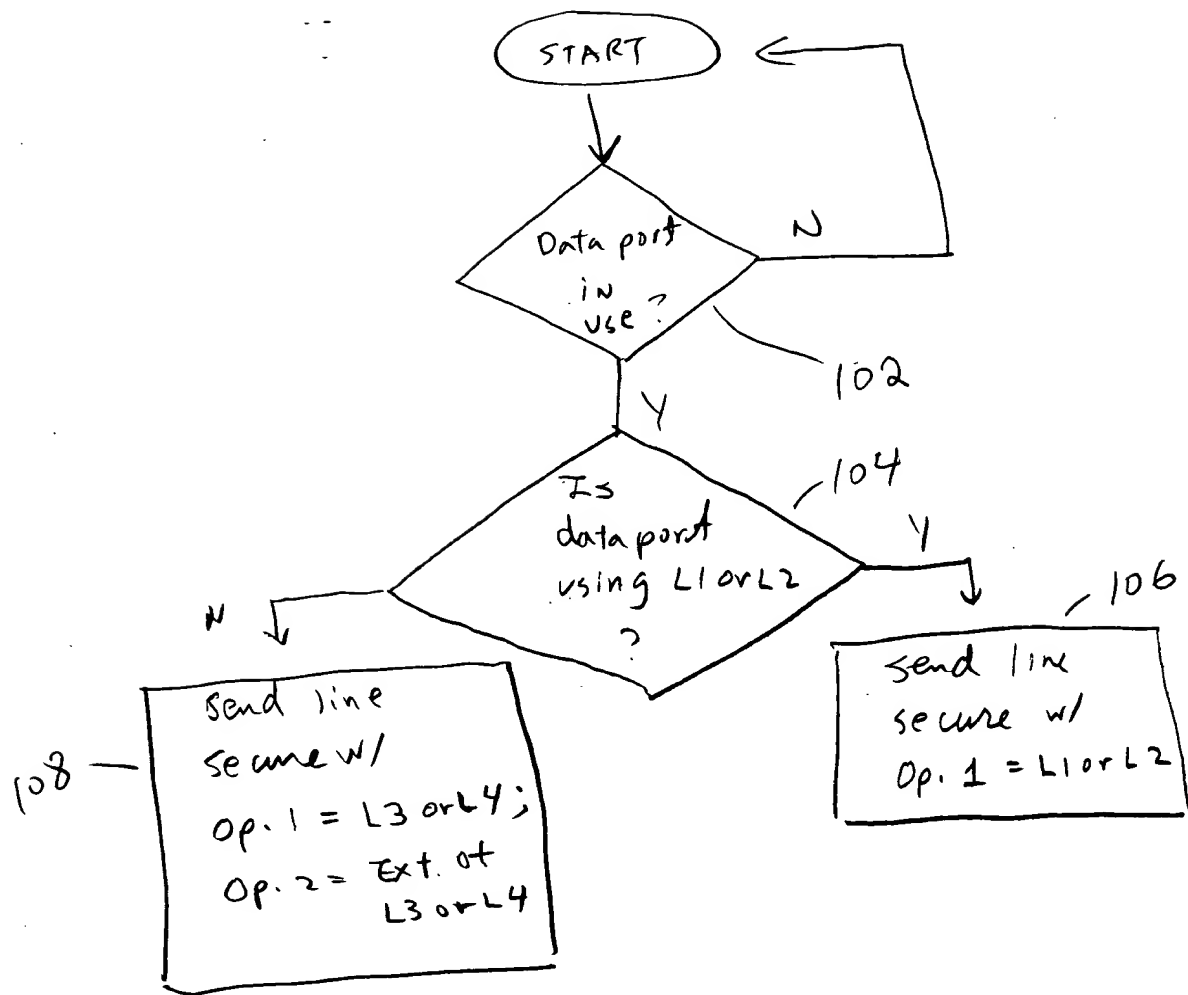 START
N
Data port
in
use?
102
Y
104
Is
data port
using L1 or L2
?
Y
N
106
send line
secure w/
Op. 1 = L1 or L2
108
send line
secure w/
Op. 1 = L3 or L4;
Op. 2 = Ext. of
L3 or L4